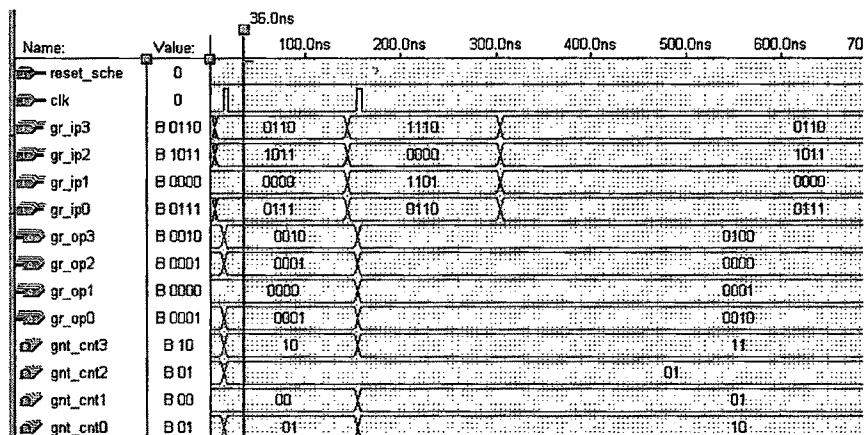 36.0ns
Name: Value: 100.0ns 200.0ns 300.0ns 400.0ns 500.0ns 600.0ns 70
reset_sche 0
clk 0
gr_ip3 B 0110 0110 1110 0110
gr_ip2 B 1011 1011 0000 1011
gr_ip1 B 0000 0000 1101 0000
gr_ip0 B 0111 0111 0110 0111
gr_op3 B 0010 0010 0100
gr_op2 B 0001 0001 0000
gr_op1 B 0000 0000 0001
gr_op0 B 0001 0001 0010
gnt_cnt3 B 10 10 11
gnt_cnt2 B 01 01
gnt_cnt1 B 00 00 01
gnt_cnt0 B 01 01 10